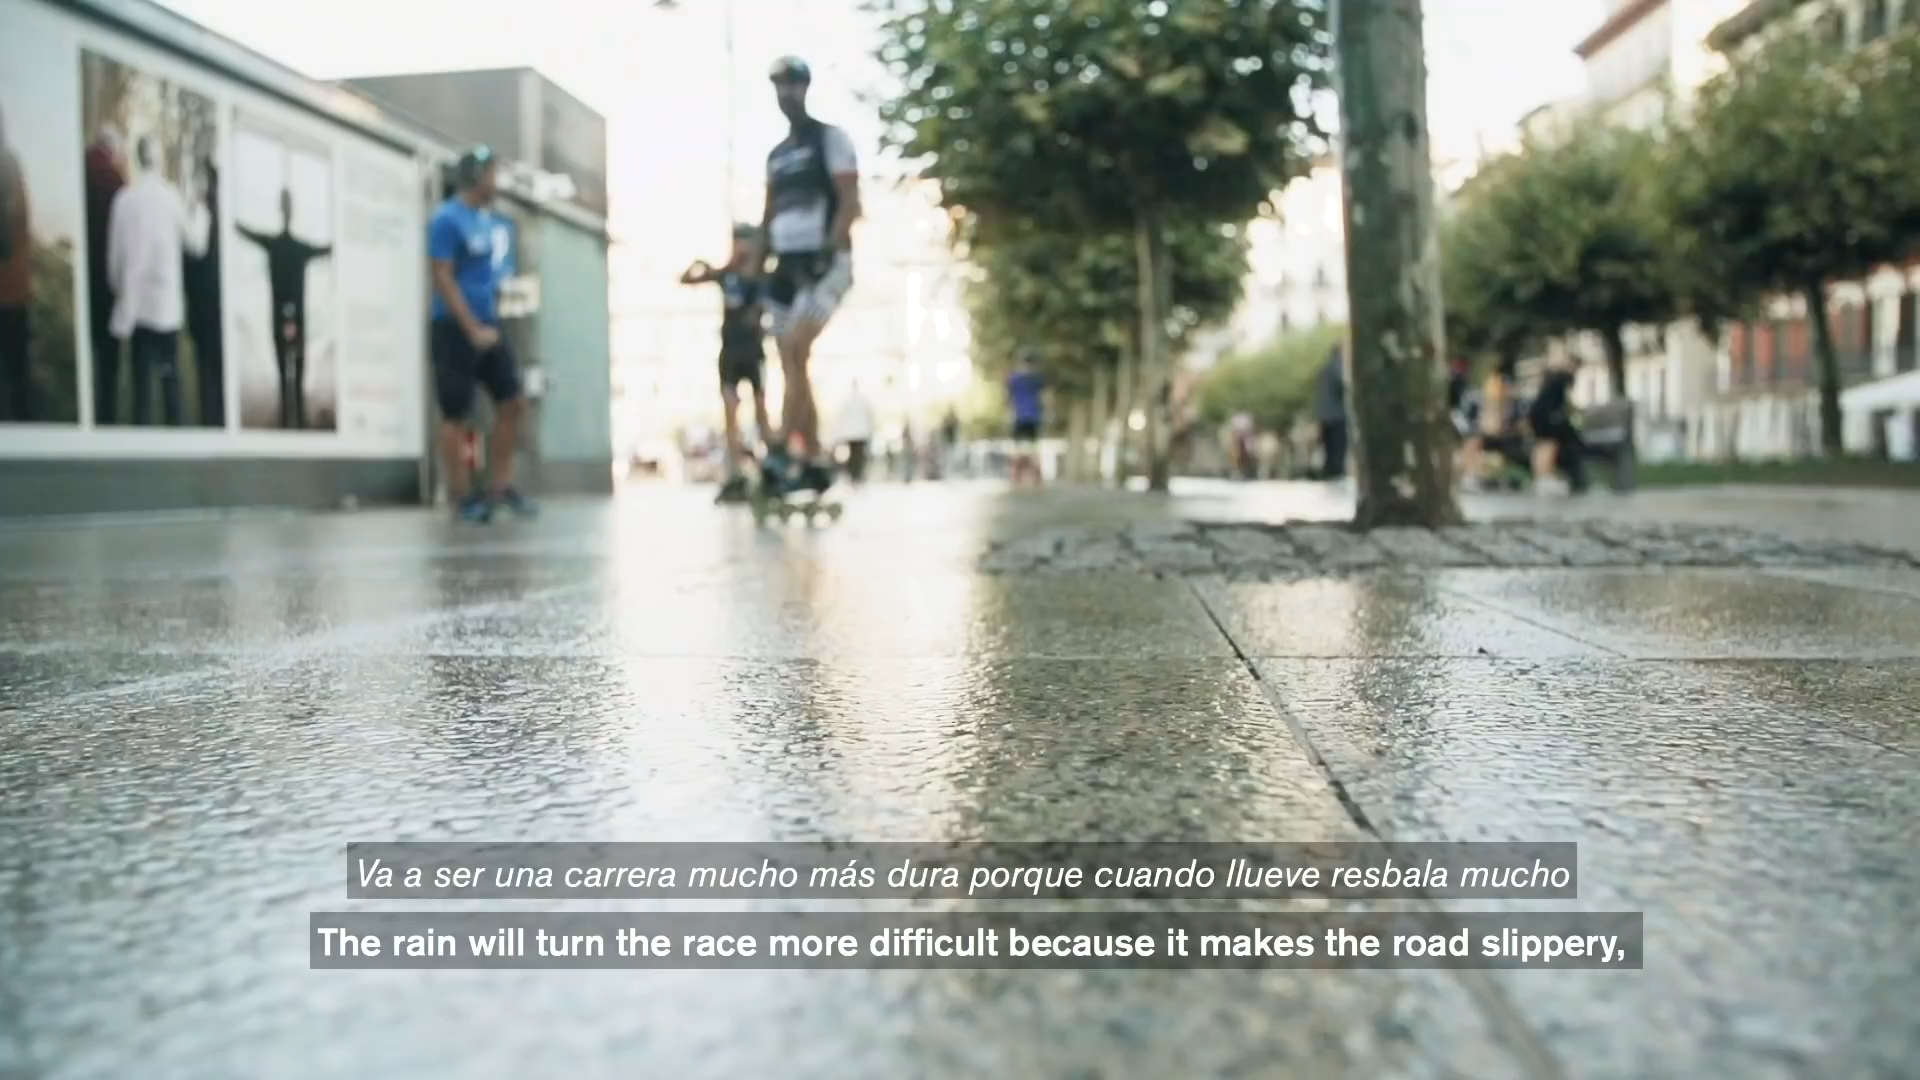 Va a ser una carrera mucho más dura porque cuando llueve resbala mucho
The rain will turn the race more difficult because it makes the road slippery,